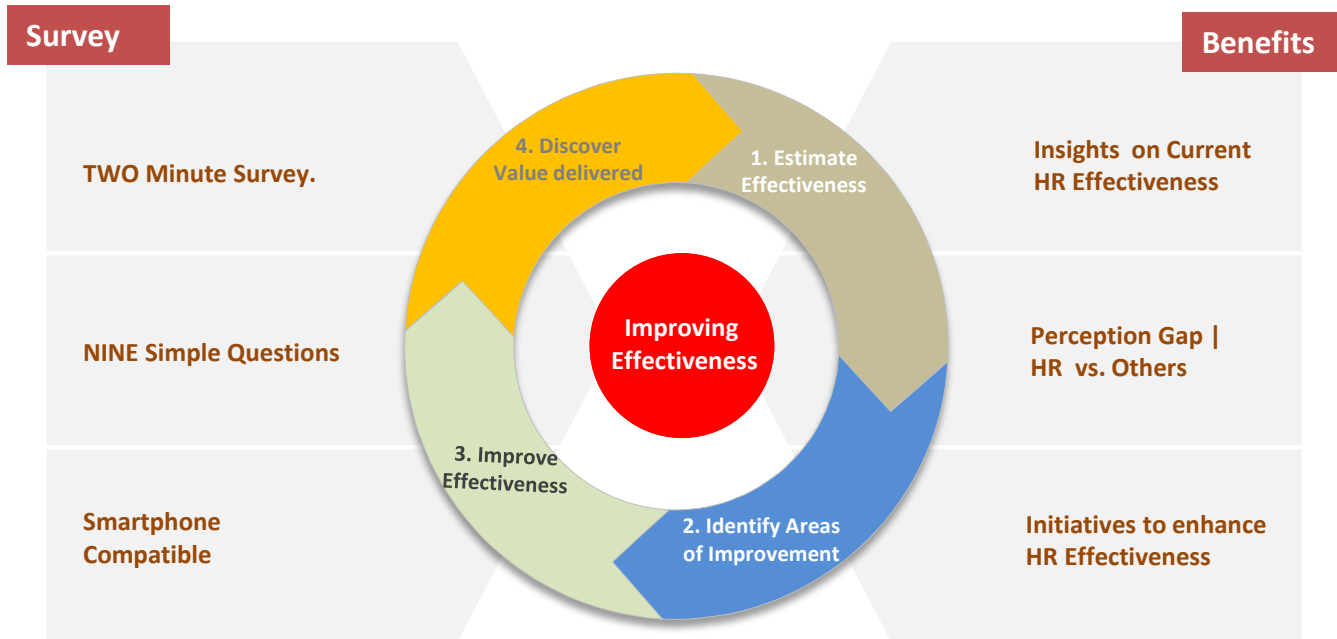 Survey
TWO Minute Survey.
NINE Simple Questions
Smartphone
Compatible
4. Discover
Value delivered
1. Estimate
Effectiveness
Improving
Effectiveness
3. Improve
Effectiveness
2. Identify Areas
of Improvement
Benefits
Insights on Current
HR Effectiveness
Perception Gap |
HR vs. Others
Initiatives to enhance
HR Effectiveness